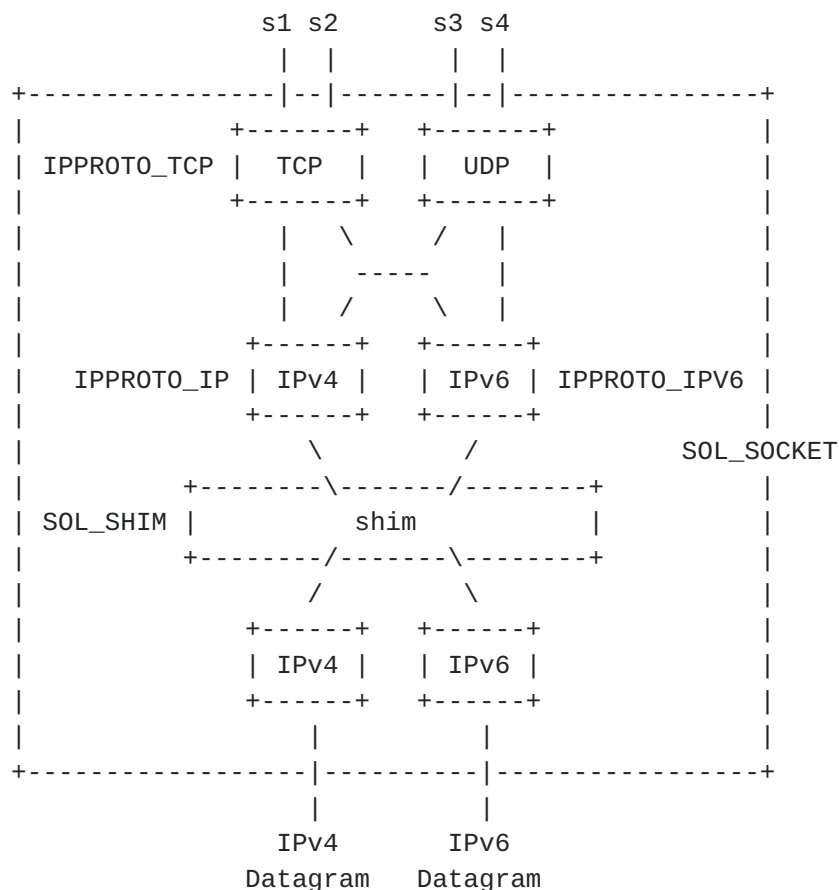 s1 s2 s3 s4
IPPROTO_TCP TCP UDP
IPPROTO_IP IPv4 IPv6 IPPROTO_IPV6
SOL_SOCKET
SOL_SHIM shim
IPv4 IPv6
IPv4 IPv6
Datagram Datagram